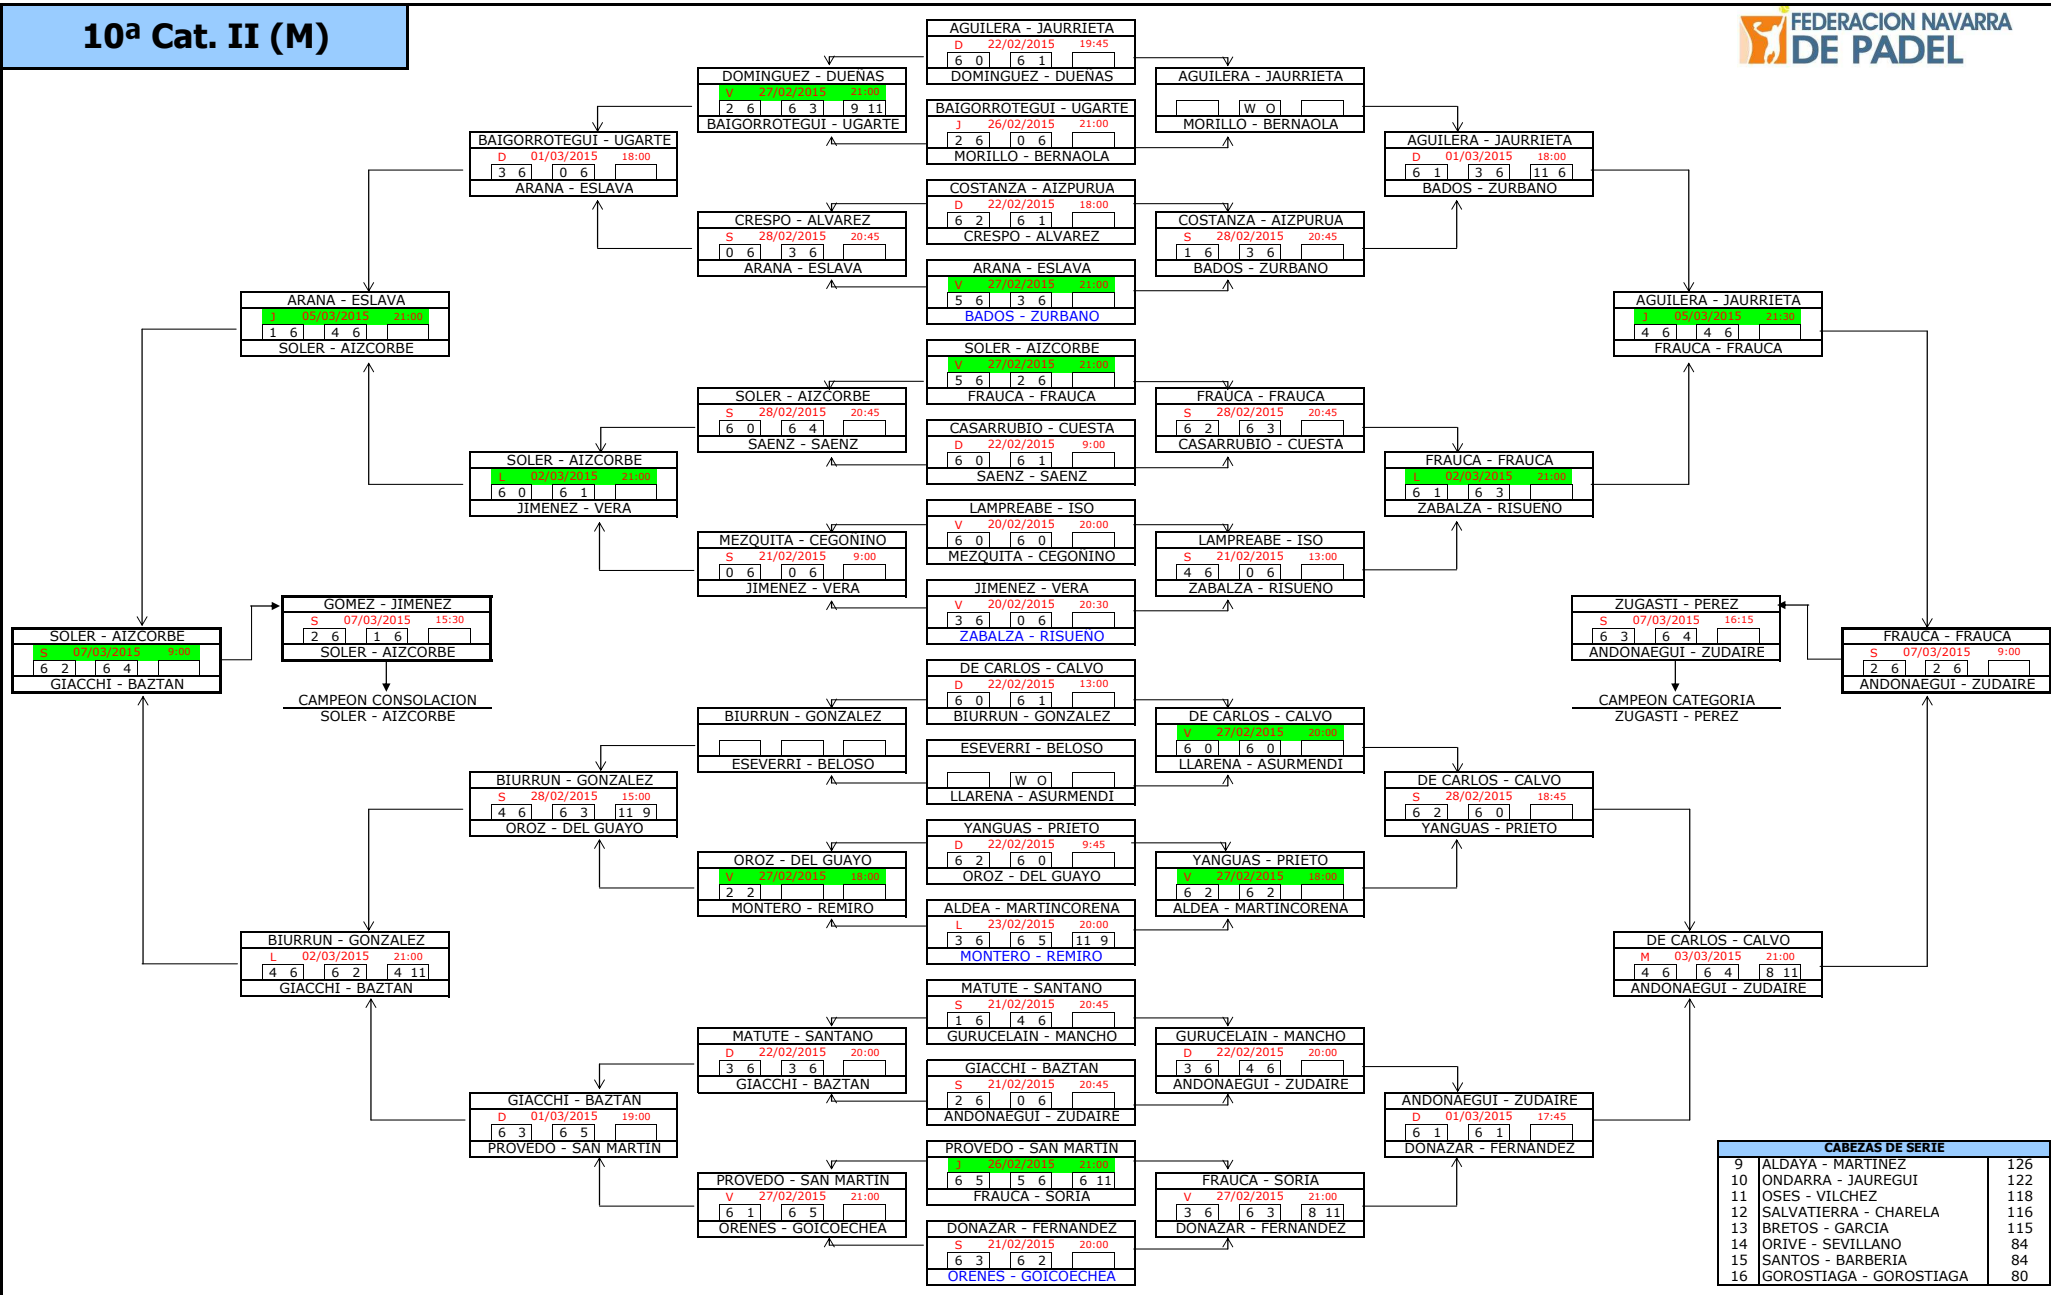 10ª Cat. II (M)
FEDERACION NAVARRA
DE PADEL
SOLER - AIZCORBE
S 07/03/2015 9:00
6 2 6 4
GIACCHI - BAZTAN
GOMEZ - JIMENEZ
S 07/03/2015 15:30
2 6 1 6
SOLER - AIZCORBE
CAMPEON CONSOLACION
SOLER - AIZCORBE
ARANA - ESLAVA
J 05/03/2015 21:00
1 6 4 6
SOLER - AIZCORBE
BIURRUN - GONZALEZ
L 02/03/2015 21:00
4 6 6 2 4 11
GIACCHI - BAZTAN
BAIGORROTEGUI - UGARTE
D 01/03/2015 18:00
3 6 0 6
ARANA - ESLAVA
SOLER - AIZCORBE
L 02/03/2015 21:00
6 0 6 1
JIMENEZ - VERA
BIURRUN - GONZALEZ
S 28/02/2015 15:00
4 6 6 3 11 9
OROZ - DEL GUAYO
GIACCHI - BAZTAN
D 01/03/2015 19:00
6 3 6 5
PROVEDO - SAN MARTIN
DOMINGUEZ - DUEÑAS
V 27/02/2015 21:00
2 6 6 3 9 11
BAIGORROTEGUI - UGARTE
CRESPO - ALVAREZ
S 28/02/2015 20:45
0 6 3 6
ARANA - ESLAVA
SOLER - AIZCORBE
S 28/02/2015 20:45
6 0 6 4
SAENZ - SAENZ
MEZQUITA - CEGOÑINO
S 21/02/2015 9:00
0 6 0 6
JIMENEZ - VERA
BIURRUN - GONZALEZ
ESEVERRI - BELOSO
OROZ - DEL GUAYO
V 27/02/2015 18:00
2 2
MONTERO - REMIRO
MATUTE - SANTANO
D 22/02/2015 20:00
3 6 3 6
GIACCHI - BAZTAN
PROVEDO - SAN MARTIN
V 27/02/2015 21:00
6 1 6 5
ORENES - GOICOECHEA
AGUILERA - JAURRIETA
D 22/02/2015 19:45
6 0 6 1
DOMINGUEZ - DUEÑAS
BAIGORROTEGUI - UGARTE
J 26/02/2015 21:00
2 6 0 6
MORILLO - BERNAOLA
COSTANZA - AIZPURUA
D 22/02/2015 18:00
6 2 6 1
CRESPO - ALVAREZ
ARANA - ESLAVA
V 27/02/2015 21:00
5 6 3 6
BADOS - ZURBANO
SOLER - AIZCORBE
V 27/02/2015 21:00
5 6 2 6
FRAUCA - FRAUCA
CASARRUBIO - CUESTA
D 22/02/2015 9:00
6 0 6 1
SAENZ - SAENZ
LAMPREABE - ISO
V 20/02/2015 20:00
6 0 6 0
MEZQUITA - CEGOÑINO
JIMENEZ - VERA
V 20/02/2015 20:30
3 6 0 6
ZABALZA - RISUEÑO
DE CARLOS - CALVO
D 22/02/2015 13:00
6 0 6 1
BIURRUN - GONZALEZ
ESEVERRI - BELOSO
W O
LLARENA - ASURMENDI
YANGUAS - PRIETO
D 22/02/2015 9:45
6 2 6 0
OROZ - DEL GUAYO
ALDEA - MARTINCORENA
L 23/02/2015 20:00
3 6 6 5 11 9
MONTERO - REMIRO
MATUTE - SANTANO
S 21/02/2015 20:45
1 6 4 6
GURUCELAIN - MANCHO
GIACCHI - BAZTAN
S 21/02/2015 20:45
2 6 0 6
ANDONAEGUI - ZUDAIRE
PROVEDO - SAN MARTIN
J 26/02/2015 21:00
6 5 5 6 6 11
FRAUCA - SORIA
DONAZAR - FERNANDEZ
S 21/02/2015 20:00
6 3 6 2
ORENES - GOICOECHEA
AGUILERA - JAURRIETA
W O
MORILLO - BERNAOLA
COSTANZA - AIZPURUA
S 28/02/2015 20:45
1 6 3 6
BADOS - ZURBANO
FRAUCA - FRAUCA
S 28/02/2015 20:45
6 2 6 3
CASARRUBIO - CUESTA
LAMPREABE - ISO
S 21/02/2015 13:00
4 6 0 6
ZABALZA - RISUEÑO
DE CARLOS - CALVO
V 27/02/2015 20:00
6 0 6 0
LLARENA - ASURMENDI
YANGUAS - PRIETO
V 27/02/2015 18:00
6 2 6 2
ALDEA - MARTINCORENA
GURUCELAIN - MANCHO
D 22/02/2015 20:00
3 6 4 6
ANDONAEGUI - ZUDAIRE
FRAUCA - SORIA
V 27/02/2015 21:00
3 6 6 3 8 11
DONAZAR - FERNANDEZ
AGUILERA - JAURRIETA
D 01/03/2015 18:00
6 1 3 6 11 6
BADOS - ZURBANO
FRAUCA - FRAUCA
L 02/03/2015 21:00
6 1 6 3
ZABALZA - RISUEÑO
DE CARLOS - CALVO
S 28/02/2015 18:45
6 2 6 0
YANGUAS - PRIETO
ANDONAEGUI - ZUDAIRE
D 01/03/2015 17:45
6 1 6 1
DONAZAR - FERNANDEZ
AGUILERA - JAURRIETA
J 05/03/2015 21:30
4 6 4 6
FRAUCA - FRAUCA
DE CARLOS - CALVO
M 03/03/2015 21:00
4 6 6 4 8 11
ANDONAEGUI - ZUDAIRE
ZUGASTI - PEREZ
S 07/03/2015 16:15
6 3 6 4
ANDONAEGUI - ZUDAIRE
CAMPEON CATEGORIA
ZUGASTI - PEREZ
FRAUCA - FRAUCA
S 07/03/2015 9:00
2 6 2 6
ANDONAEGUI - ZUDAIRE
CABEZAS DE SERIE
9 ALDAYA - MARTINEZ 126
10 ONDARRA - JAUREGUI 122
11 OSES - VILCHEZ 118
12 SALVATIERRA - CHARELA 116
13 BRETOS - GARCIA 115
14 ORIVE - SEVILLANO 84
15 SANTOS - BARBERIA 84
16 GOROSTIAGA - GOROSTIAGA 80